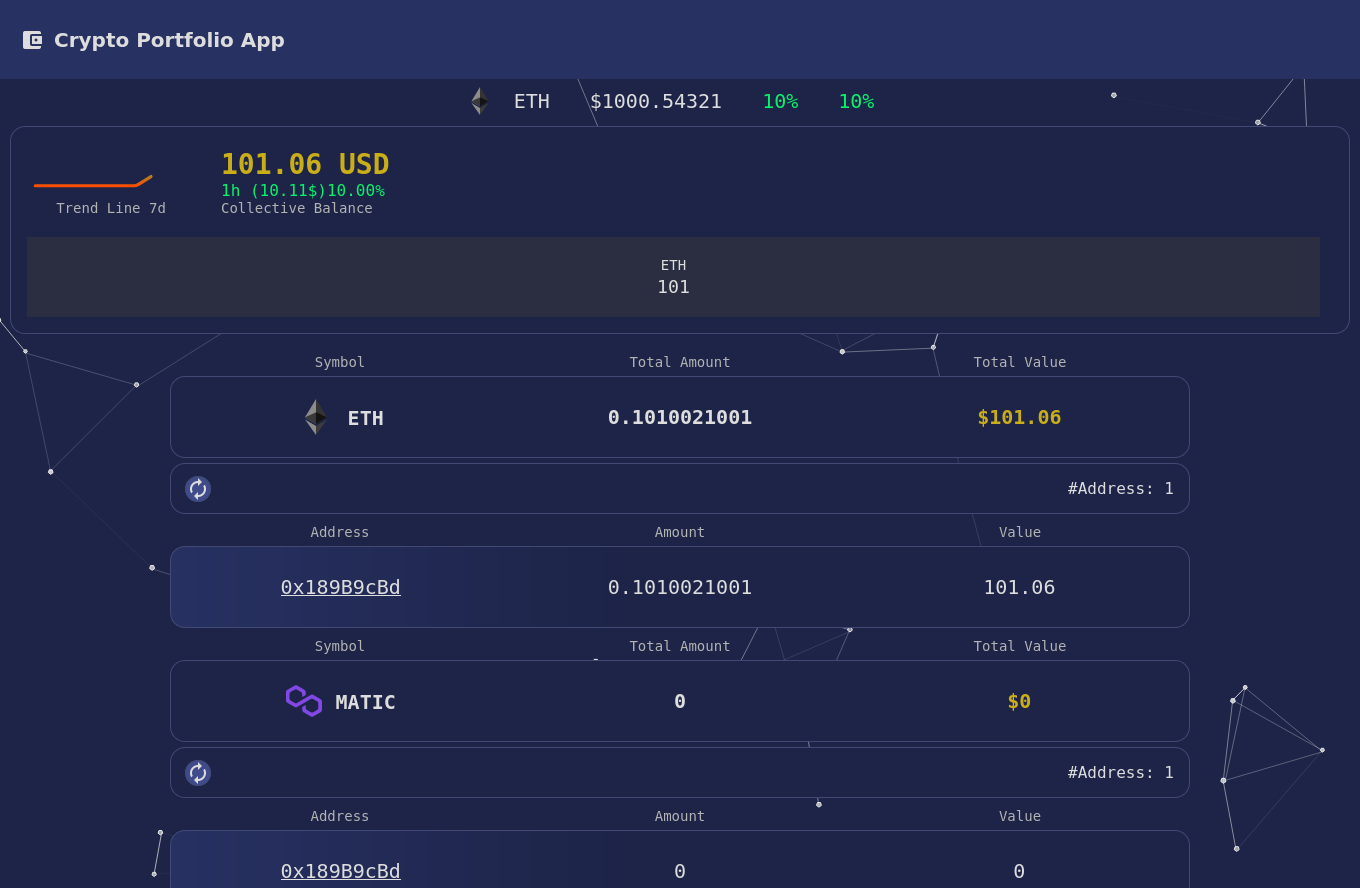 Crypto Portfolio App
ETH $1000.54321 10% 10%
101.06 USD
1h (10.11$)10.00%
Trend Line 7d Collective Balance
ETH
101
Symbol Total Amount Total Value
ETH 0.1010021001 $101.06
#Address: 1
Address Amount Value
0x189B9cBd 0.1010021001 101.06
Symbol Total Amount Total Value
MATIC 0 $0
#Address: 1
Address Amount Value
0x189B9cBd 0 0